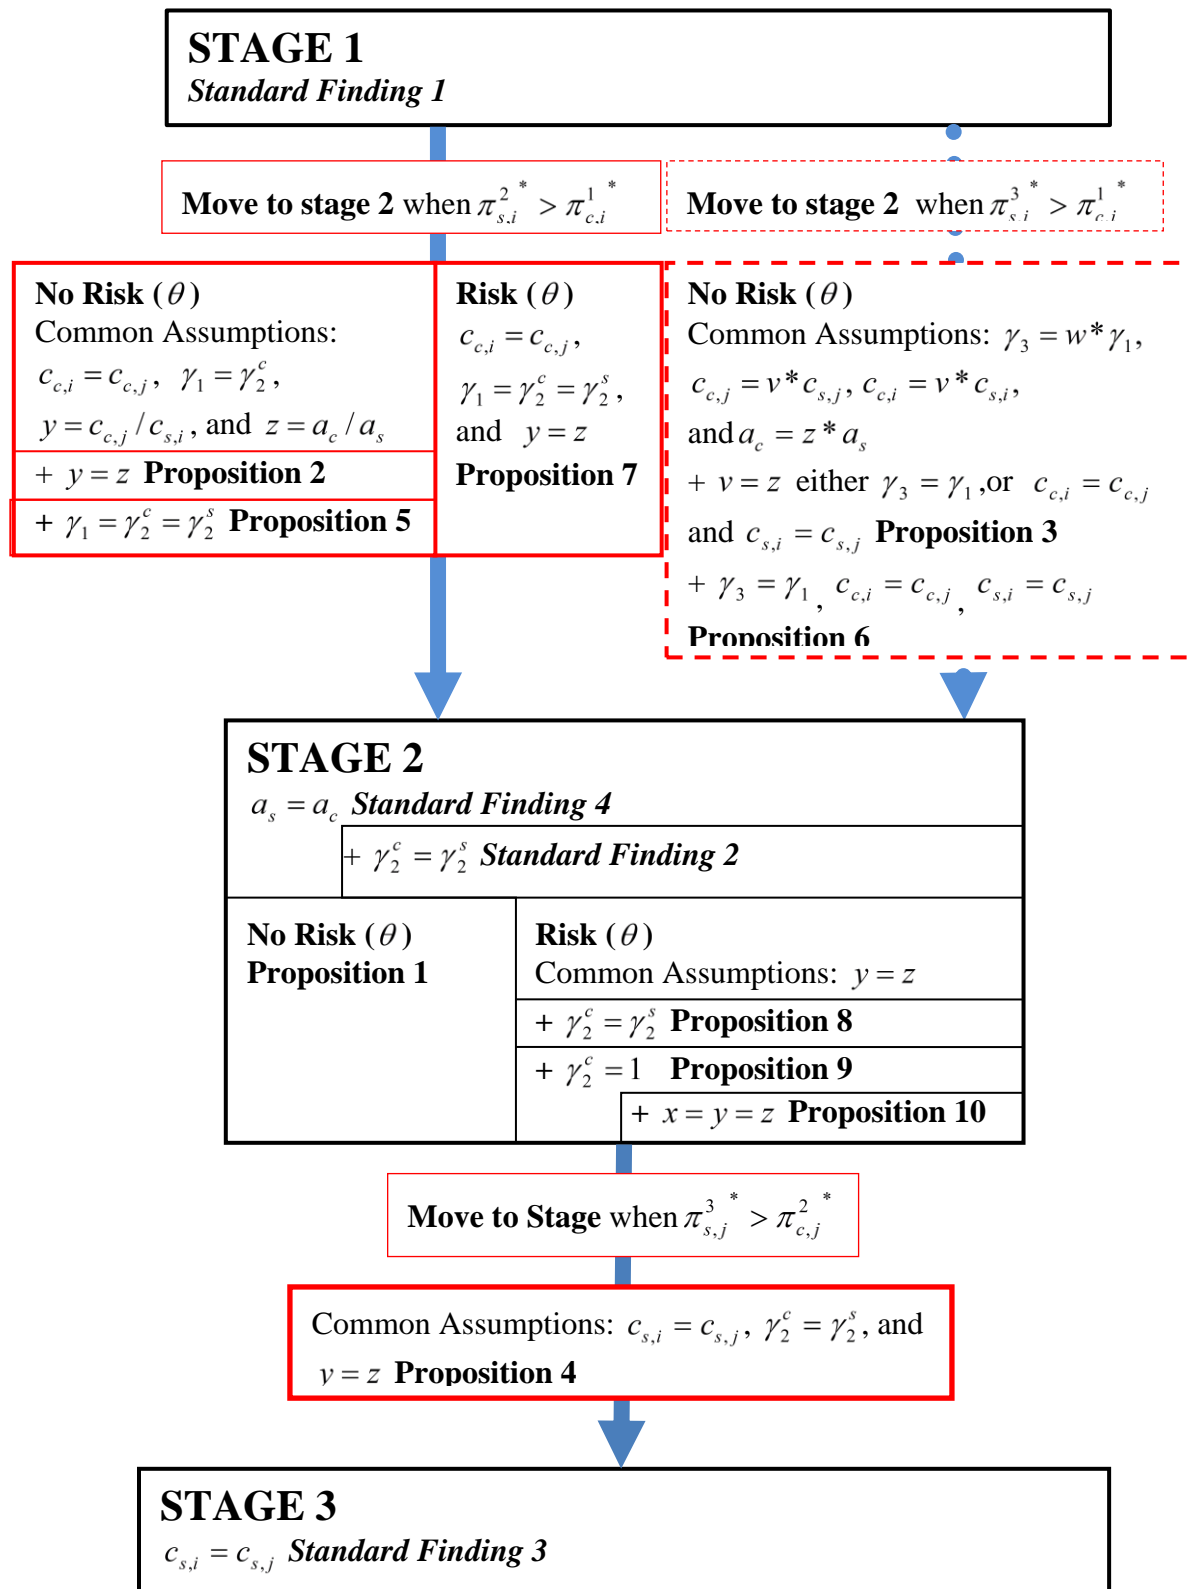 STAGE 1
Standard Finding 1
Move to stage 2 when π_{s,i}^{2 *} > π_{c,i}^{1 *}
Move to stage 2 when π_{s,i}^{3 *} > π_{c,i}^{1 *}
No Risk (θ)
Common Assumptions:
c_{c,i} = c_{c,j}, γ_1 = γ_2^c,
y = c_{c,j} / c_{s,i}, and z = a_c / a_s
+ y = z Proposition 2
+ γ_1 = γ_2^c = γ_2^s Proposition 5
Risk (θ)
c_{c,i} = c_{c,j},
γ_1 = γ_2^c = γ_2^s,
and y = z
Proposition 7
No Risk (θ)
Common Assumptions: γ_3 = w* γ_1,
c_{c,j} = v* c_{s,j}, c_{c,i} = v* c_{s,i},
and a_c = z * a_s
+ v = z either γ_3 = γ_1 ,or c_{c,i} = c_{c,j}
and c_{s,i} = c_{s,j} Proposition 3
+ γ_3 = γ_1 , c_{c,i} = c_{c,j} , c_{s,i} = c_{s,j}
Proposition 6
STAGE 2
a_s = a_c Standard Finding 4
+ γ_2^c = γ_2^s Standard Finding 2
No Risk (θ)
Proposition 1
Risk (θ)
Common Assumptions: y = z
+ γ_2^c = γ_2^s Proposition 8
+ γ_2^c = 1 Proposition 9
+ x = y = z Proposition 10
Move to Stage when π_{s,j}^{3 *} > π_{c,j}^{2 *}
Common Assumptions: c_{s,i} = c_{s,j}, γ_2^c = γ_2^s, and
y = z Proposition 4
STAGE 3
c_{s,i} = c_{s,j} Standard Finding 3